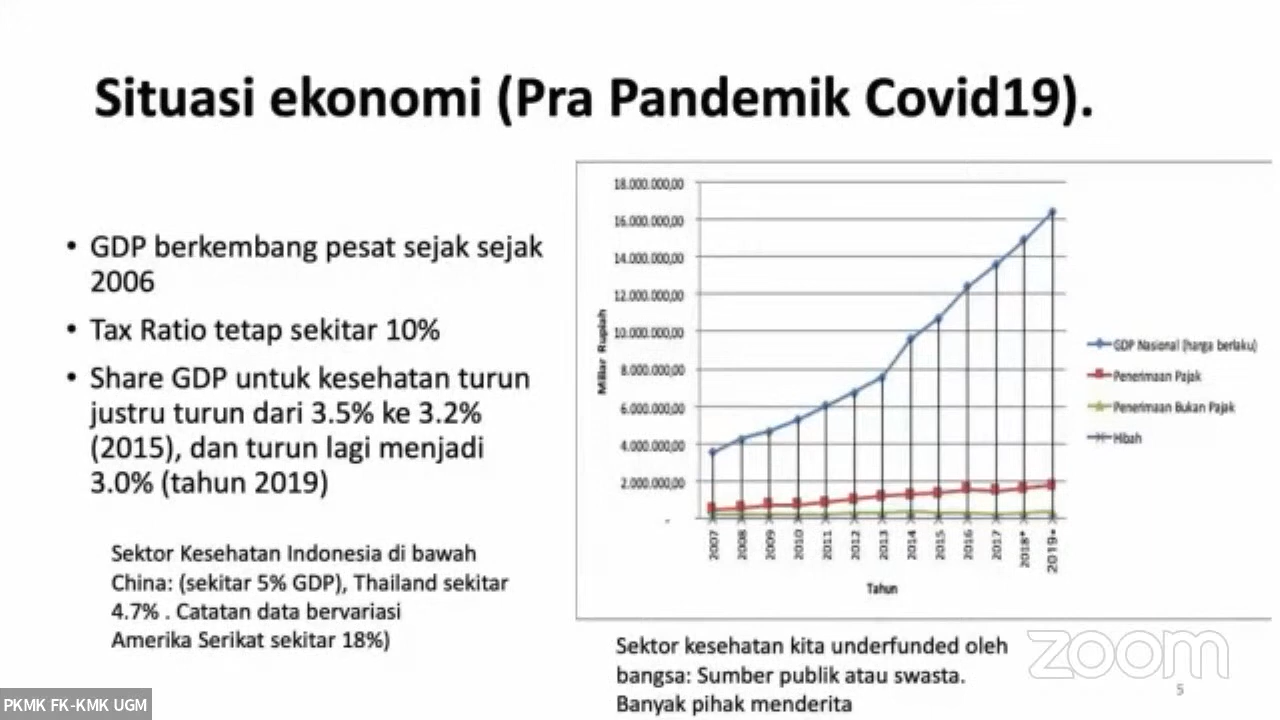 Situasi ekonomi (Pra Pandemik Covid19).
• GDP berkembang pesat sejak sejak
2006
• Tax Ratio tetap sekitar 10%
• Share GDP untuk kesehatan turun
justru turun dari 3.5% ke 3.2%
(2015), dan turun lagi menjadi
3.0% (tahun 2019)
Sektor Kesehatan Indonesia di bawah
China: (sekitar 5% GDP), Thailand sekitar
4.7% . Catatan data bervariasi
Amerika Serikat sekitar 18%)
Miliar Rupiah
18.000.000,00
16.000.000,00
14.000.000,00
12.000.000,00
10.000.000,00
8.000.000,00
6.000.000,00
4.000.000,00
2.000.000,00
-
2007 2008 2009 2010 2011 2012 2013 2014 2015 2016 2017 2018* 2019*
Tahun
GDP Nasional (harga berlaku)
Penerimaan Pajak
Penerimaan Bukan Pajak
Hibah
Sektor kesehatan kita underfunded oleh
bangsa: Sumber publik atau swasta.
Banyak pihak menderita
zoom
5
PKMK FK-KMK UGM